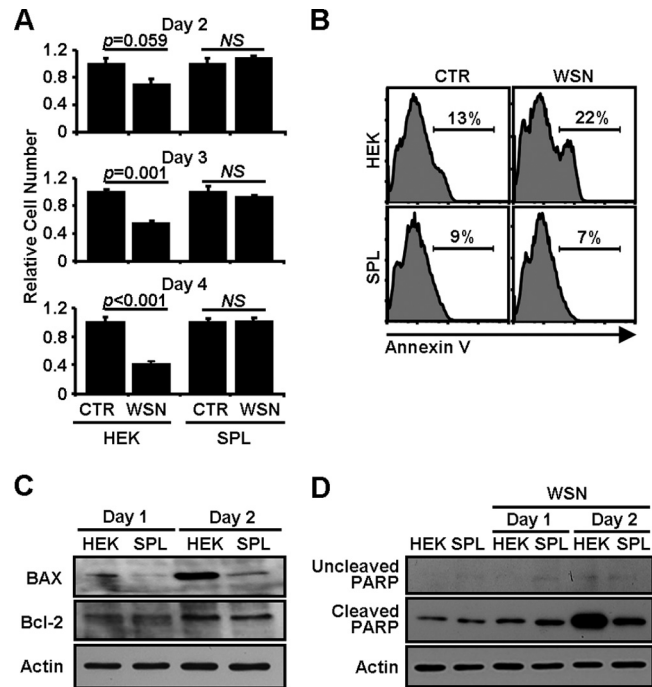 A
Day 2
p=0.059
NS
1.2
0.8
0.4
0
Day 3
p=0.001
NS
1.2
0.8
0.4
0
Day 4
p<0.001
NS
1.2
0.8
0.4
0
Relative Cell Number
CTR WSN CTR WSN
HEK SPL
B
CTR WSN
HEK
13% 22%
SPL
9% 7%
Annexin V
C
Day 1 Day 2
HEK SPL HEK SPL
BAX
Bcl-2
Actin
D
WSN
Day 1 Day 2
HEK SPL HEK SPL HEK SPL
Uncleaved
PARP
Cleaved
PARP
Actin